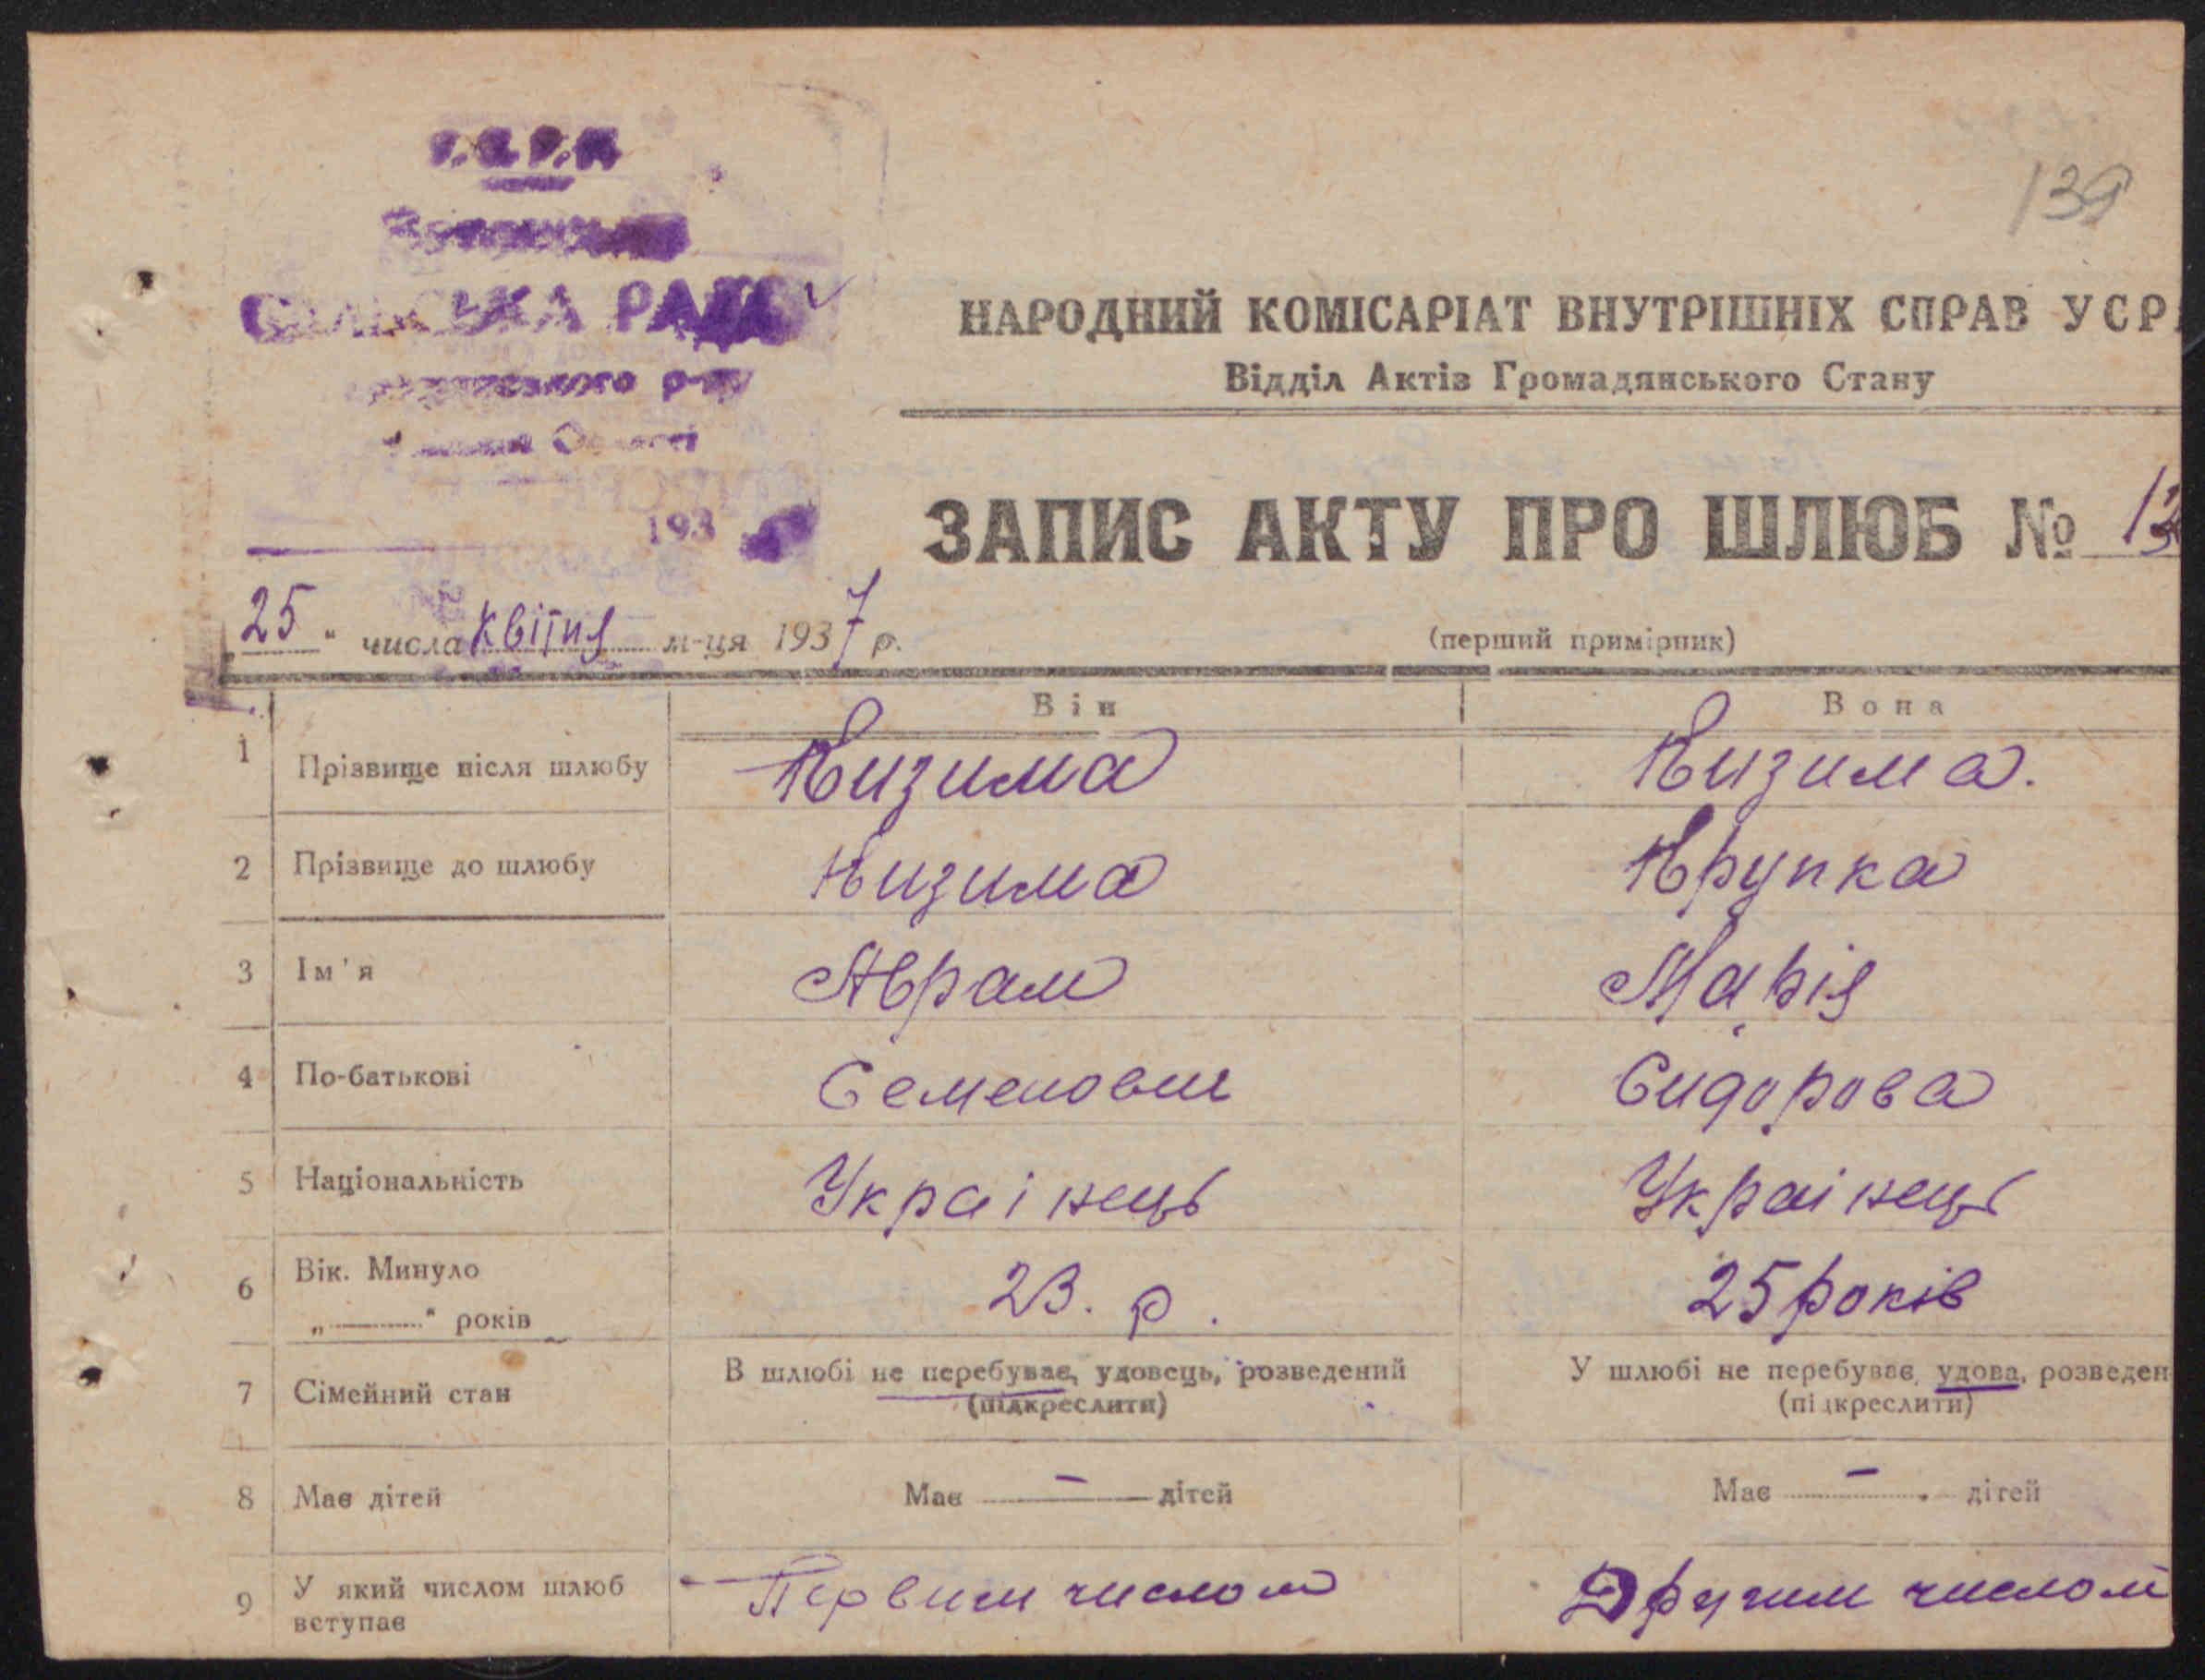 139
СІЛЬСЬКА РАДА
193
НАРОДНИЙ КОМІСАРІАТ ВНУТРІШНІХ СПРАВ УСР
Відділ Актів Громадянського Стану
ЗАПИС АКТУ ПРО ШЛЮБ №
„25" числа квітня м-ця 1937 р.
(перший примірник)
Він Вона
1 Прізвище після шлюбу Кизима Кизима.
2 Прізвище до шлюбу Кизима Крупка
3 Ім'я Аврам Марія
4 По-батькові Семенови Сидорова
5 Національність Украінець Украінець
6 Вік. Минуло 23. р. 25 років
„ " років
7 Сімейний стан В шлюбі не перебуває, удовець, розведений У шлюбі не перебуває, удова, розведен
(підкреслити) (підкреслити)
8 Має дітей Має — дітей Має — дітей
9 У який числом шлюб Первим числом Другим числом
вступає